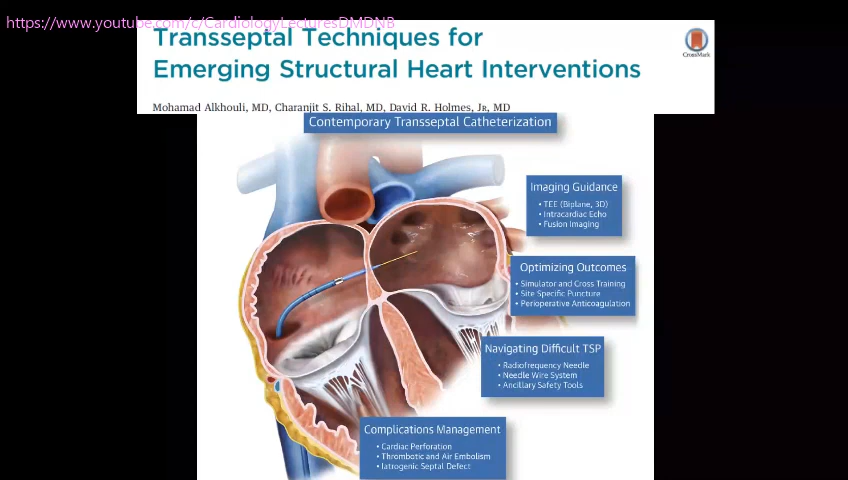 https://www.youtube.com/c/CardiologyLecturesDMDNB
Transseptal Techniques for
Emerging Structural Heart Interventions
CrossMark
Mohamad Alkhouli, MD, Charanjit S. Rihal, MD, David R. Holmes, JR, MD
Contemporary Transseptal Catheterization
Imaging Guidance
• TEE (Biplane, 3D)
• Intracardiac Echo
• Fusion Imaging
Optimizing Outcomes
• Simulator and Cross Training
• Site Specific Puncture
• Perioperative Anticoagulation
Navigating Difficult TSP
• Radiofrequency Needle
• Needle Wire System
• Ancillary Safety Tools
Complications Management
• Cardiac Perforation
• Thrombotic and Air Embolism
• Iatrogenic Septal Defect